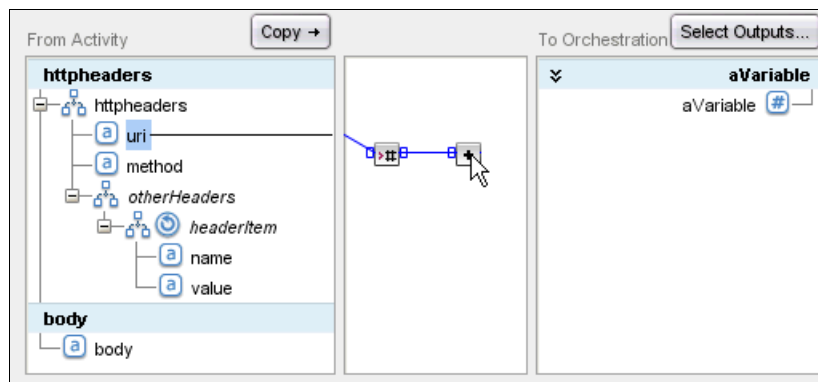 From Activity
Copy →
To Orchestration
Select Outputs...
httpheaders
httpheaders
a uri
a method
otherHeaders
headerItem
a name
a value
body
a body
aVariable
aVariable #
>#
+